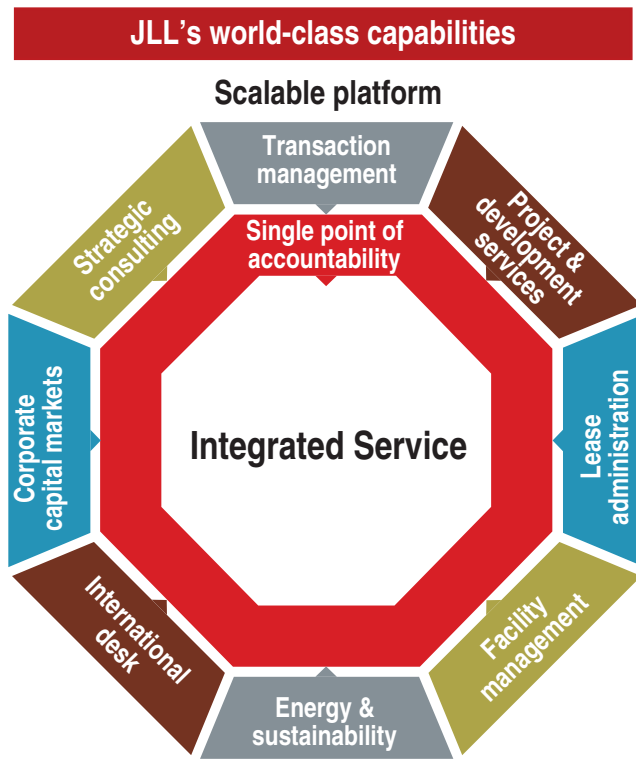 JLL's world-class capabilities
Scalable platform
Transaction
management
Project &
development
services
Lease
administration
Facility
management
Energy &
sustainability
International
desk
Corporate
capital markets
Strategic
consulting
Single point of
accountability
Integrated Service